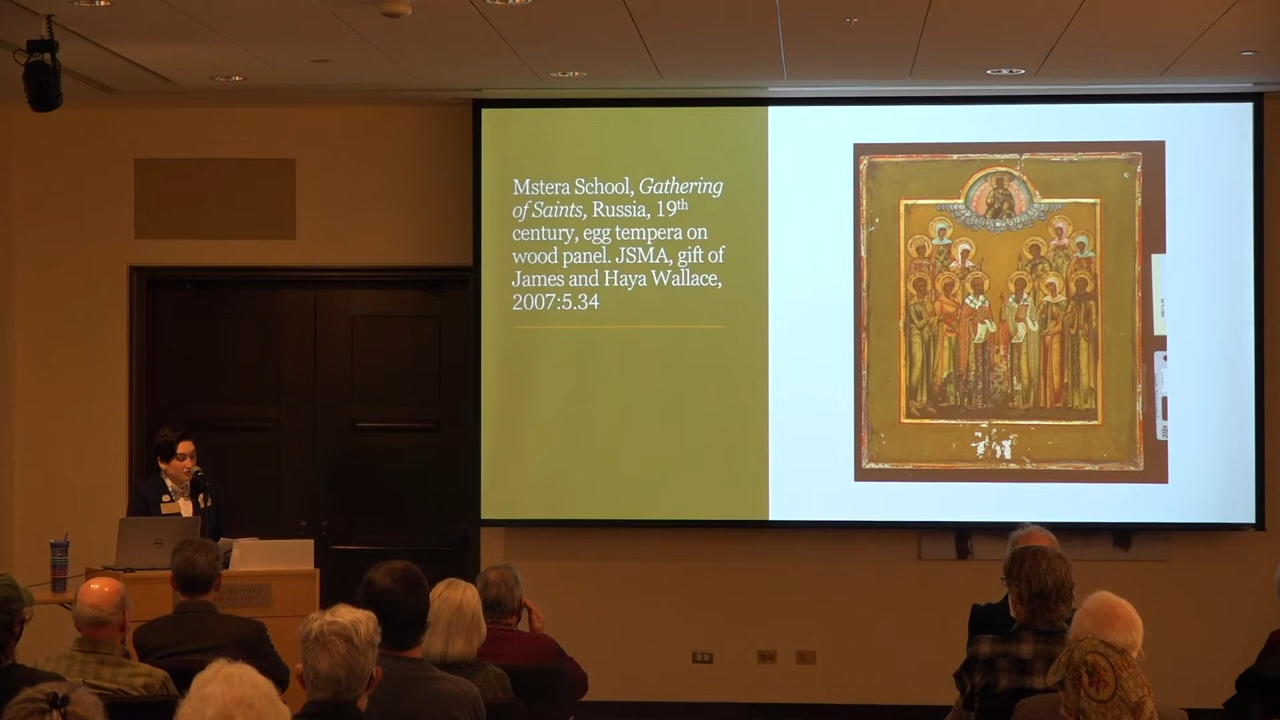 Mstera School, Gathering
of Saints, Russia, 19th
century, egg tempera on
wood panel. JSMA, gift of
James and Haya Wallace,
2007:5.34